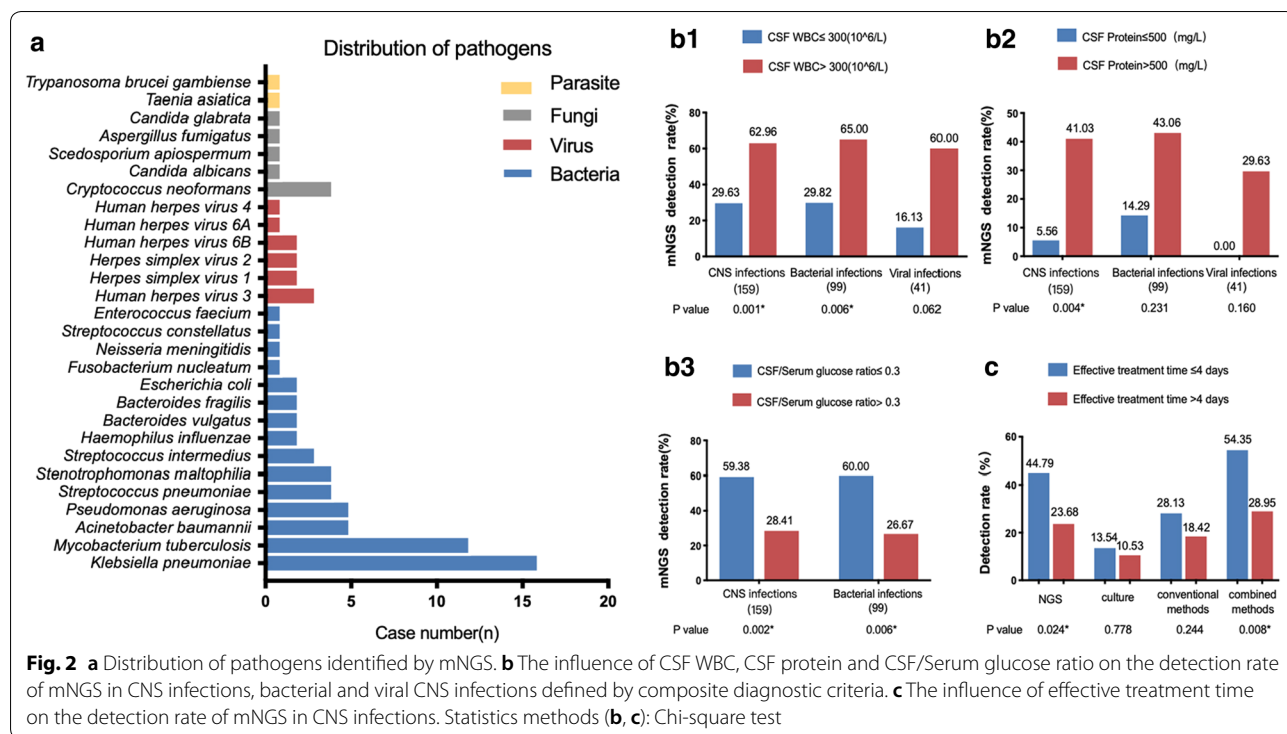 a
Distribution of pathogens
Parasite
Fungi
Virus
Bacteria
Trypanosoma brucei gambiense
Taenia asiatica
Candida glabrata
Aspergillus fumigatus
Scedosporium apiospermum
Candida albicans
Cryptococcus neoformans
Human herpes virus 4
Human herpes virus 6A
Human herpes virus 6B
Herpes simplex virus 2
Herpes simplex virus 1
Human herpes virus 3
Enterococcus faecium
Streptococcus constellatus
Neisseria meningitidis
Fusobacterium nucleatum
Escherichia coli
Bacteroides fragilis
Bacteroides vulgatus
Haemophilus influenzae
Streptococcus intermedius
Stenotrophomonas maltophilia
Streptococcus pneumoniae
Pseudomonas aeruginosa
Acinetobacter baumannii
Mycobacterium tuberculosis
Klebsiella pneumoniae
0 5 10 15 20
Case number(n)
b1
CSF WBC≤ 300(10^6/L)
CSF WBC> 300(10^6/L)
mNGS detection rate(%)
80
60
40
20
0
29.63 62.96 29.82 65.00 16.13 60.00
CNS infections Bacterial infections Viral infections
(159) (99) (41)
P value 0.001* 0.006* 0.062
b2
CSF Protein≤500 (mg/L)
CSF Protein>500 (mg/L)
mNGS detection rate(%)
50
40
30
20
10
0
5.56 41.03 14.29 43.06 0.00 29.63
CNS infections Bacterial infections Viral infections
(159) (99) (41)
P value 0.004* 0.231 0.160
b3
CSF/Serum glucose ratio≤ 0.3
CSF/Serum glucose ratio> 0.3
mNGS detection rate(%)
80
60
40
20
0
59.38 28.41 60.00 26.67
CNS infections Bacterial infections
(159) (99)
P value 0.002* 0.006*
c
Effective treatment time ≤4 days
Effective treatment time >4 days
Detection rate (%)
60
40
20
0
44.79 23.68 13.54 10.53 28.13 18.42 54.35 28.95
NGS culture conventional combined
methods methods
P value 0.024* 0.778 0.244 0.008*
Fig. 2 a Distribution of pathogens identified by mNGS. b The influence of CSF WBC, CSF protein and CSF/Serum glucose ratio on the detection rate
of mNGS in CNS infections, bacterial and viral CNS infections defined by composite diagnostic criteria. c The influence of effective treatment time
on the detection rate of mNGS in CNS infections. Statistics methods (b, c): Chi-square test